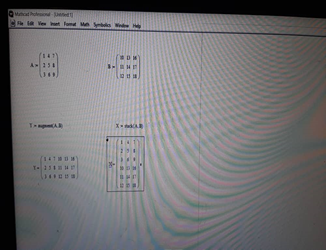 Mathcad Professional - [Untitled:1]
File Edit View Insert Format Math Symbolics Window Help
1 4 7 10 13 16
A = 2 5 8 B = 11 14 17
3 6 9 12 15 18
Y = augment(A,B) X = stack(A,B)
1 4 7
2 5 8
1 4 7 10 13 16 3 6 9
Y = 2 5 8 11 14 17 X = 10 13 16
3 6 9 12 15 18 11 14 17
12 15 18